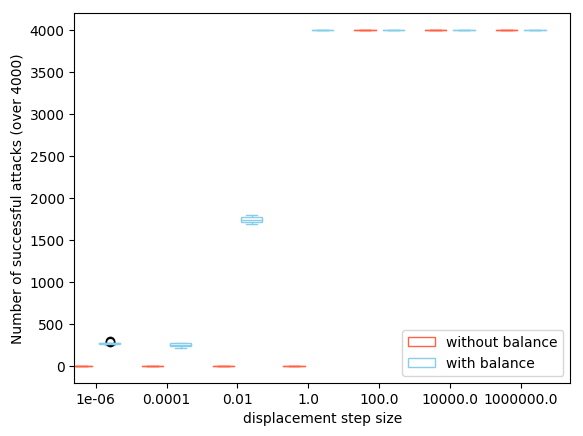 Number of successful attacks (over 4000)
4000
3500
3000
2500
2000
1500
1000
500
0
without balance
with balance
1e-06 0.0001 0.01 1.0 100.0 10000.0 1000000.0
displacement step size